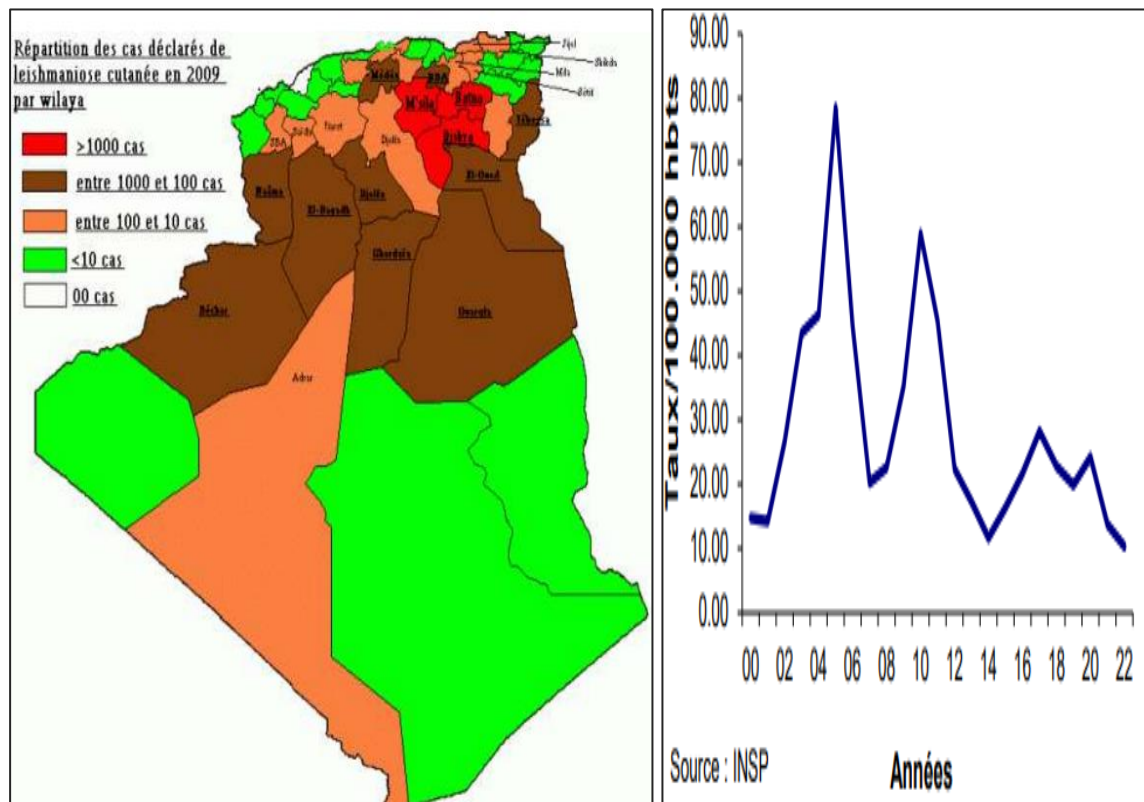 Répartition des cas déclarés de
leishmaniose cutanée en 2009
par wilaya
>1000 cas
entre 1000 et 100 cas
entre 100 et 10 cas
<10 cas
00 cas
Jijel
Skikda
Mila
Sétif
Médéa
BBA
M'sila
Batna
Biskra
Tébessa
SBA
Saïda
Tiaret
Djelfa
El-Oued
Naâma
El-Bayadh
Ghardaïa
Ouargla
Béchar
Adrar
90.00
80.00
70.00
60.00
50.00
40.00
30.00
20.00
10.00
0.00
Taux/100.000 hbts
00 02 04 06 08 10 12 14 16 18 20 22
Années
Source : INSP